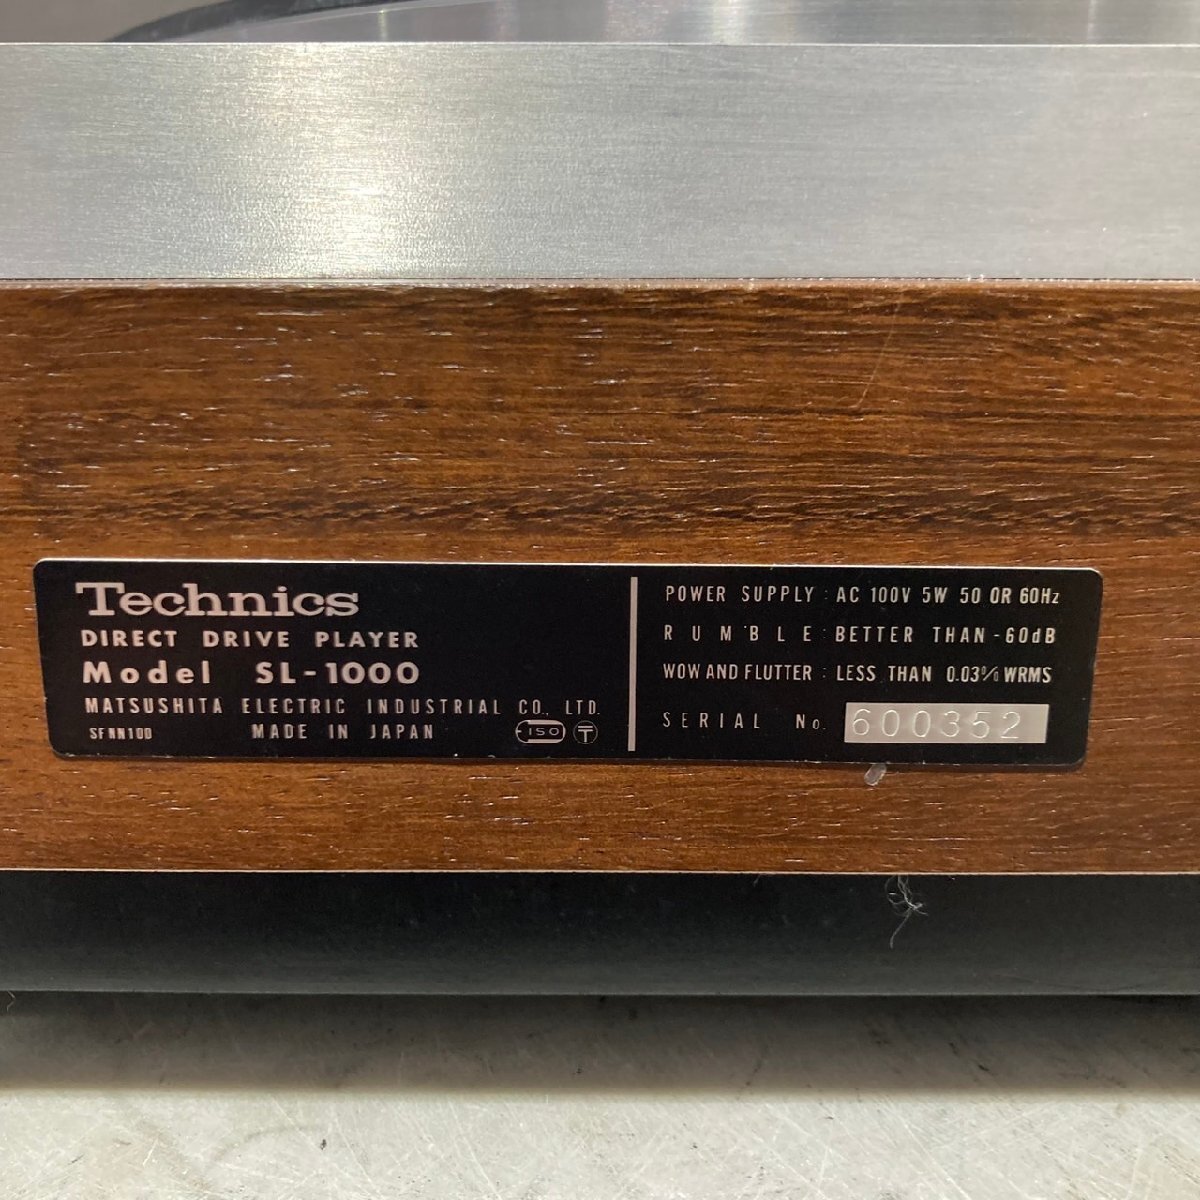 Technics
DIRECT DRIVE PLAYER
Model SL-1000
MATSUSHITA ELECTRIC INDUSTRIAL CO., LTD.
SFNN10D MADE IN JAPAN 150 T
POWER SUPPLY : AC 100V 5W 50 OR 60Hz
RUMBLE : BETTER THAN -60dB
WOW AND FLUTTER : LESS THAN 0.03% WRMS
SERIAL No. 600352